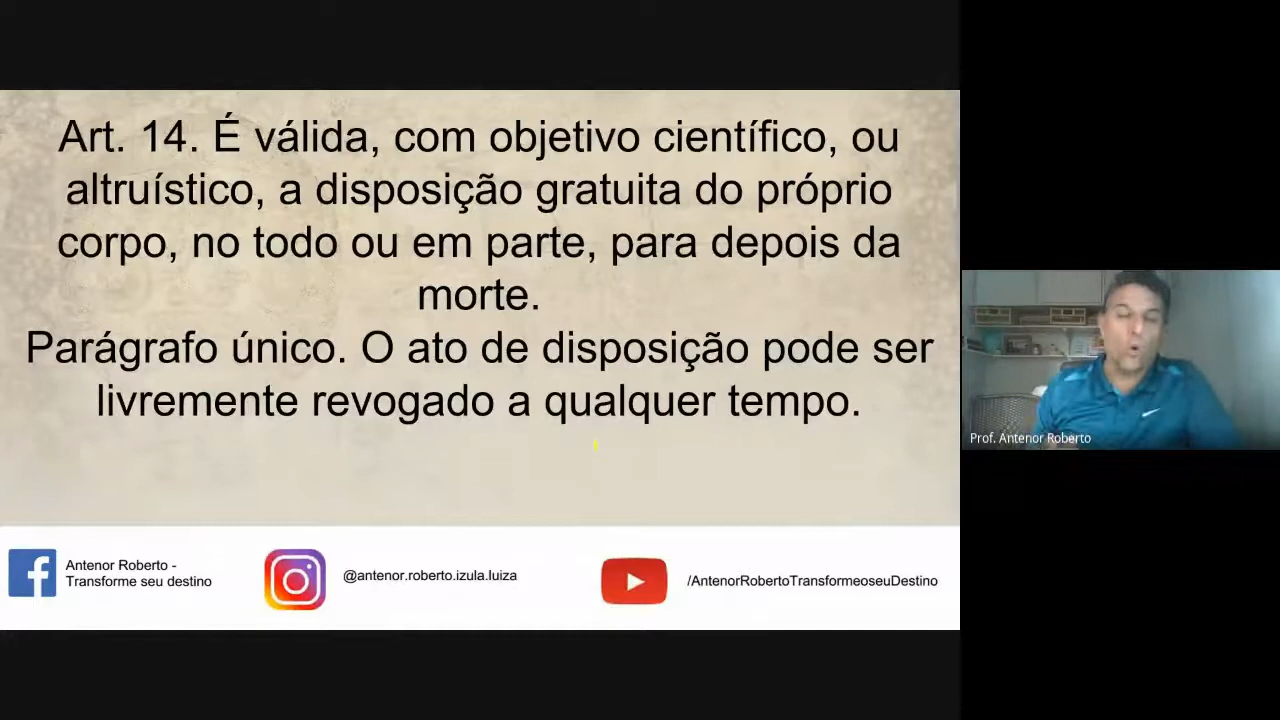 Art. 14. É válida, com objetivo científico, ou
altruístico, a disposição gratuita do próprio
corpo, no todo ou em parte, para depois da
morte.
Parágrafo único. O ato de disposição pode ser
livremente revogado a qualquer tempo.
Prof. Antenor Roberto
Antenor Roberto -
Transforme seu destino
@antenor.roberto.izula.luiza
/AntenorRobertoTransformeoseuDestino